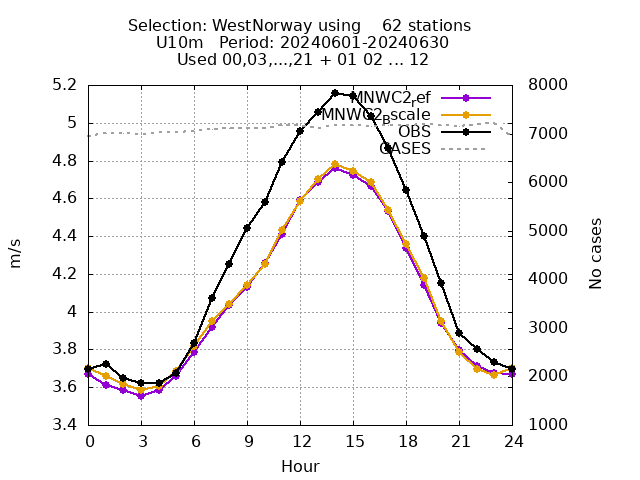 Selection: WestNorway using    62 stations
U10m   Period: 20240601-20240630
Used 00,03,...,21 + 01 02 ... 12
MNWC2ref
MNWC2Bscale
OBS
CASES
m/s
5.2
5
4.8
4.6
4.4
4.2
4
3.8
3.6
3.4
8000
7000
6000
5000
4000
3000
2000
1000
No cases
0 3 6 9 12 15 18 21 24
Hour